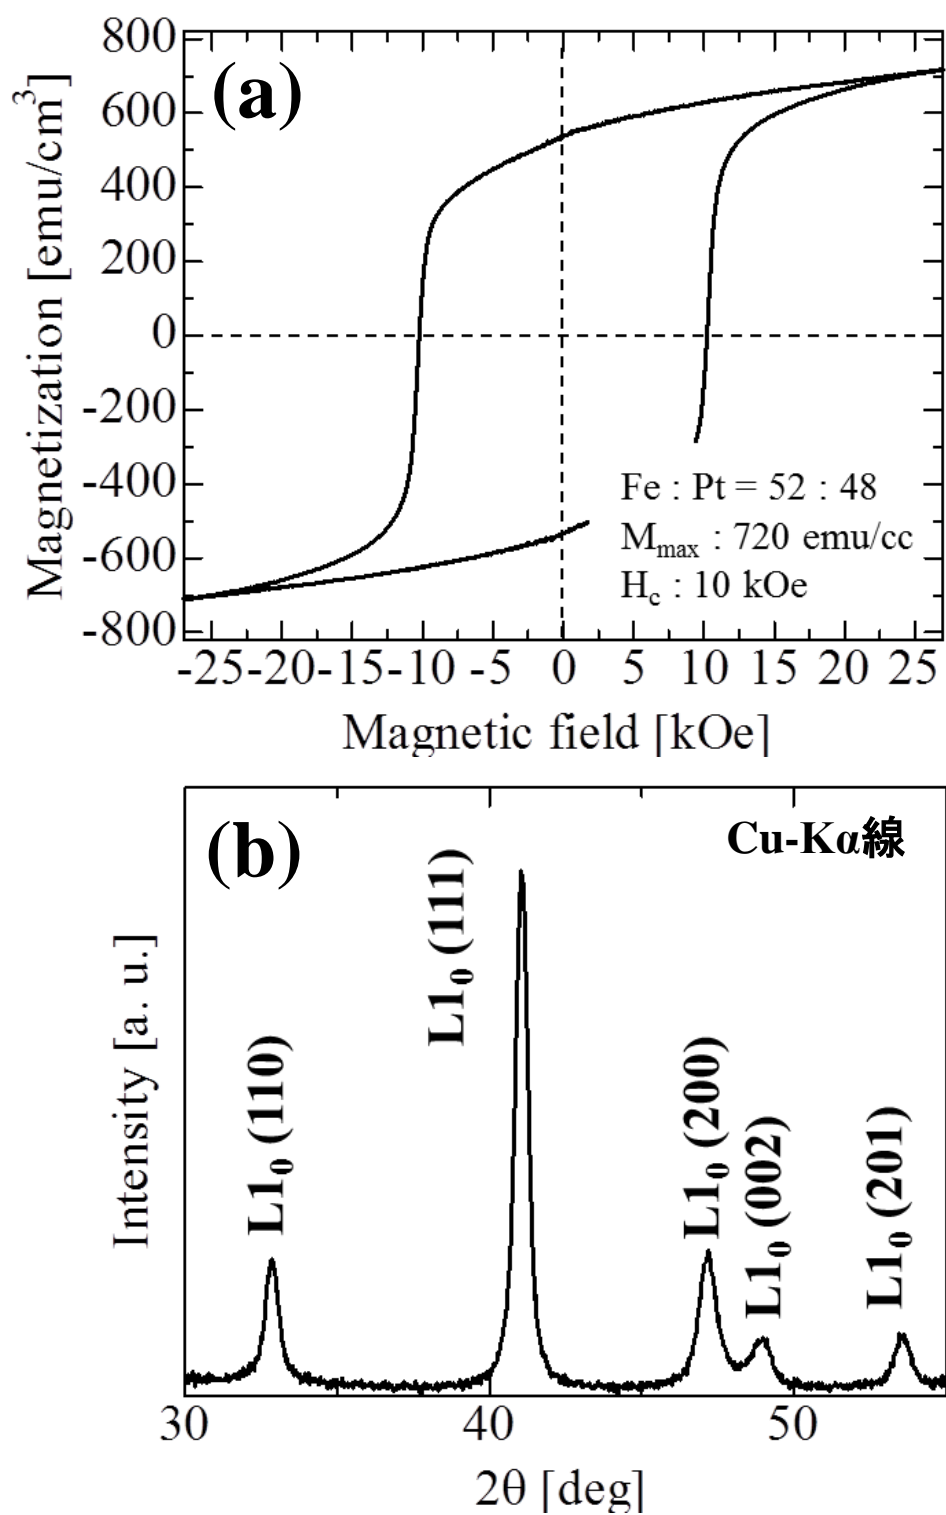 (a)
Magnetization [emu/cm³]
800
600
400
200
0
-200
-400
-600
-800
Fe : Pt = 52 : 48
Mmax : 720 emu/cc
Hc : 10 kOe
-25 -20 -15 -10 -5 0 5 10 15 20 25
Magnetic field [kOe]
(b)
Cu-Kα線
Intensity [a. u.]
L1₀ (110)
L1₀ (111)
L1₀ (200)
L1₀ (002)
L1₀ (201)
30 40 50
2θ [deg]